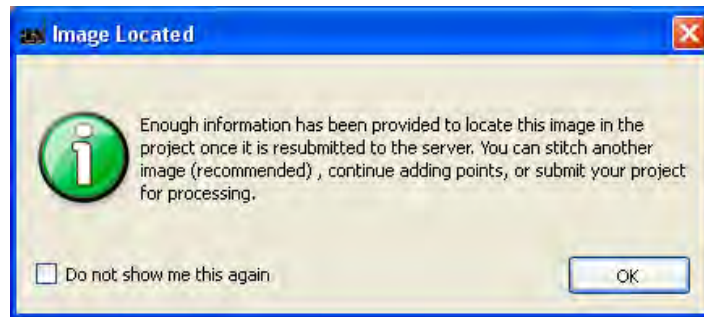 Image Located
Enough information has been provided to locate this image in the
project once it is resubmitted to the server. You can stitch another
image (recommended) , continue adding points, or submit your project
for processing.
Do not show me this again
OK